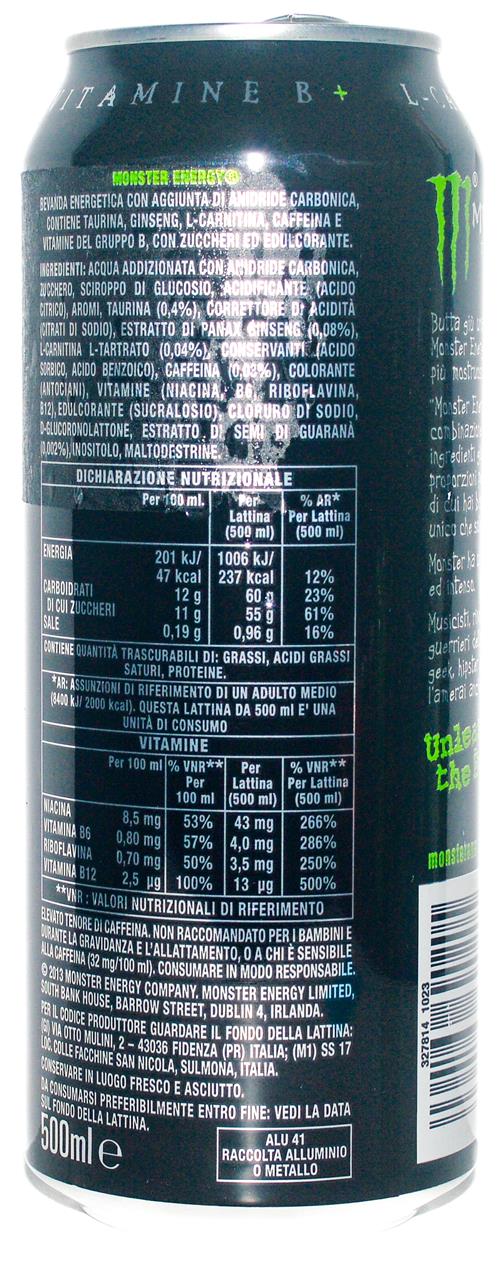 VITAMINE B + L-CA
MONSTER ENERGY®
BEVANDA ENERGETICA CON AGGIUNTA DI ANIDRIDE CARBONICA,
CONTIENE TAURINA, GINSENG, L-CARNITINA, CAFFEINA E
VITAMINE DEL GRUPPO B, CON ZUCCHERI ED EDULCORANTE.
INGREDIENTI: ACQUA ADDIZIONATA CON ANIDRIDE CARBONICA,
ZUCCHERO, SCIROPPO DI GLUCOSIO, ACIDIFICANTE (ACIDO
CITRICO), AROMI, TAURINA (0,4%), CORRETTORE DI ACIDITÀ
(CITRATI DI SODIO), ESTRATTO DI PANAX GINSENG (0,08%),
L-CARNITINA L-TARTRATO (0,04%), CONSERVANTI (ACIDO
SORBICO, ACIDO BENZOICO), CAFFEINA (0,03%), COLORANTE
(ANTOCIANI), VITAMINE (NIACINA, B6, RIBOFLAVINA,
B12), EDULCORANTE (SUCRALOSIO), CLORURO DI SODIO,
D-GLUCORONOLATTONE, ESTRATTO DI SEMI DI GUARANÀ
(0,002%), INOSITOLO, MALTODESTRINE.
DICHIARAZIONE NUTRIZIONALE
Per 100 ml. Per Lattina (500 ml) % AR* Per Lattina (500 ml)
ENERGIA 201 kJ/ 1006 kJ/
47 kcal 237 kcal 12%
CARBOIDRATI 12 g 60 g 23%
DI CUI ZUCCHERI 11 g 55 g 61%
SALE 0,19 g 0,96 g 16%
CONTIENE QUANTITÀ TRASCURABILI DI: GRASSI, ACIDI GRASSI
SATURI, PROTEINE.
*AR: ASSUNZIONI DI RIFERIMENTO DI UN ADULTO MEDIO
(8400 kJ/ 2000 kcal). QUESTA LATTINA DA 500 ml E' UNA
UNITÀ DI CONSUMO
VITAMINE
Per 100 ml % VNR** Per 100 ml Per Lattina (500 ml) % VNR** Per Lattina (500 ml)
NIACINA 8,5 mg 53% 43 mg 266%
VITAMINA B6 0,80 mg 57% 4,0 mg 286%
RIBOFLAVINA 0,70 mg 50% 3,5 mg 250%
VITAMINA B12 2,5 µg 100% 13 µg 500%
**VNR : VALORI NUTRIZIONALI DI RIFERIMENTO
ELEVATO TENORE DI CAFFEINA. NON RACCOMANDATO PER I BAMBINI E
DURANTE LA GRAVIDANZA E L'ALLATTAMENTO, O A CHI È SENSIBILE
ALLA CAFFEINA (32 mg/100 ml). CONSUMARE IN MODO RESPONSABILE.
© 2013 MONSTER ENERGY COMPANY. MONSTER ENERGY LIMITED,
SOUTH BANK HOUSE, BARROW STREET, DUBLIN 4, IRLANDA.
PER IL CODICE PRODUTTORE GUARDARE IL FONDO DELLA LATTINA:
(G) VIA OTTO MULINI, 2 – 43036 FIDENZA (PR) ITALIA; (M1) SS 17
LOC. COLLE FACCHINE SAN NICOLA, SULMONA, ITALIA.
CONSERVARE IN LUOGO FRESCO E ASCIUTTO.
DA CONSUMARSI PREFERIBILMENTE ENTRO FINE: VEDI LA DATA
SUL FONDO DELLA LATTINA.
500ml e
ALU 41
RACCOLTA ALLUMINIO
O METALLO
Butta giù un
Monster Ene
più mostruos
"Monster Ene
combinazione
ingredienti
proporzioni
di cui hai b
unico che s
Monster ha
ed intenso.
Musicisti,
guerrieri de
geek, hipster
l'amerai anc
Unlea
the B
monster
327814 1023